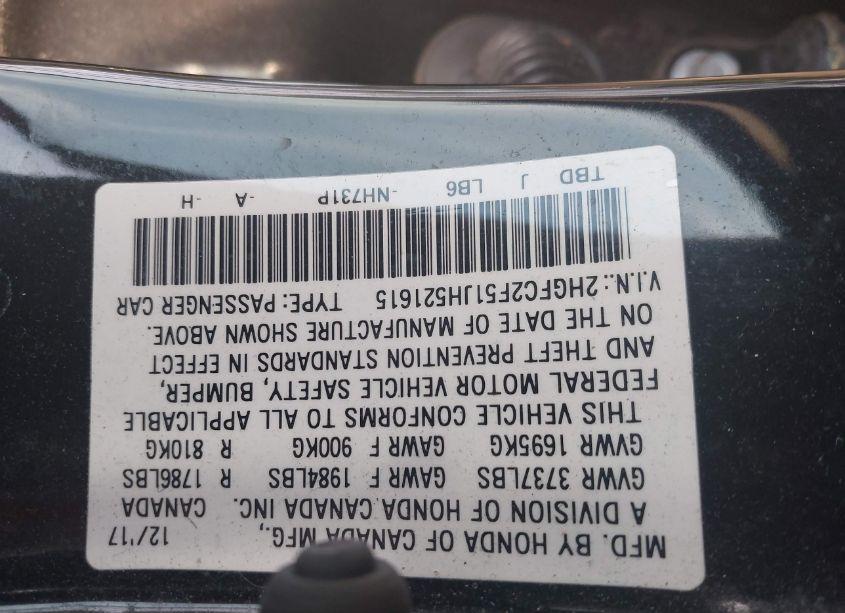 MFD. BY HONDA OF CANADA MFG., 12/'17
A DIVISION OF HONDA CANADA INC. CANADA
GVWR 3737LBS GAWR F 1984LBS R 1786LBS
GVWR 1695KG GAWR F 900KG R 810KG
THIS VEHICLE CONFORMS TO ALL APPLICABLE
FEDERAL MOTOR VEHICLE SAFETY, BUMPER,
AND THEFT PREVENTION STANDARDS IN EFFECT
ON THE DATE OF MANUFACTURE SHOWN ABOVE.
V.I.N.: 2HGFC2F51JH521615 TYPE: PASSENGER CAR
TBD J LB6 -NH731P -A -H